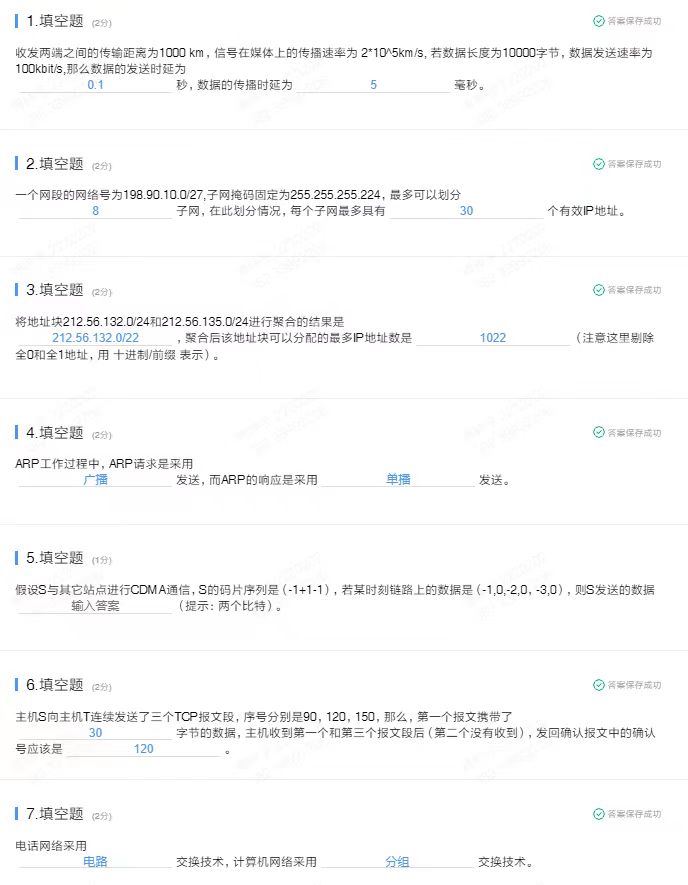 1.填空题 (2分) 答案保存成功
收发两端之间的传输距离为1000 km，信号在媒体上的传播速率为 2*10^5km/s, 若数据长度为10000字节，数据发送速率为
100kbit/s,那么数据的发送时延为
0.1 秒，数据的传播时延为 5 毫秒。
2.填空题 (2分) 答案保存成功
一个网段的网络号为198.90.10.0/27,子网掩码固定为255.255.255.224，最多可以划分
8 子网，在此划分情况，每个子网最多具有 30 个有效IP地址。
3.填空题 (2分) 答案保存成功
将地址块212.56.132.0/24和212.56.135.0/24进行聚合的结果是
212.56.132.0/22 ，聚合后该地址块可以分配的最多IP地址数是 1022 （注意这里剔除
全0和全1地址，用 十进制/前缀 表示）。
4.填空题 (2分) 答案保存成功
ARP工作过程中，ARP请求是采用
广播 发送，而ARP的响应是采用 单播 发送。
5.填空题 (1分)
假设S与其它站点进行CDMA通信，S的码片序列是（-1+1-1），若某时刻链路上的数据是（-1,0,-2,0，-3,0），则S发送的数据
输入答案 （提示：两个比特）。
6.填空题 (2分) 答案保存成功
主机S向主机T连续发送了三个TCP报文段，序号分别是90，120，150，那么，第一个报文携带了
30 字节的数据，主机收到第一个和第三个报文段后（第二个没有收到），发回确认报文中的确认
号应该是 120 。
7.填空题 (2分) 答案保存成功
电话网络采用
电路 交换技术，计算机网络采用 分组 交换技术。